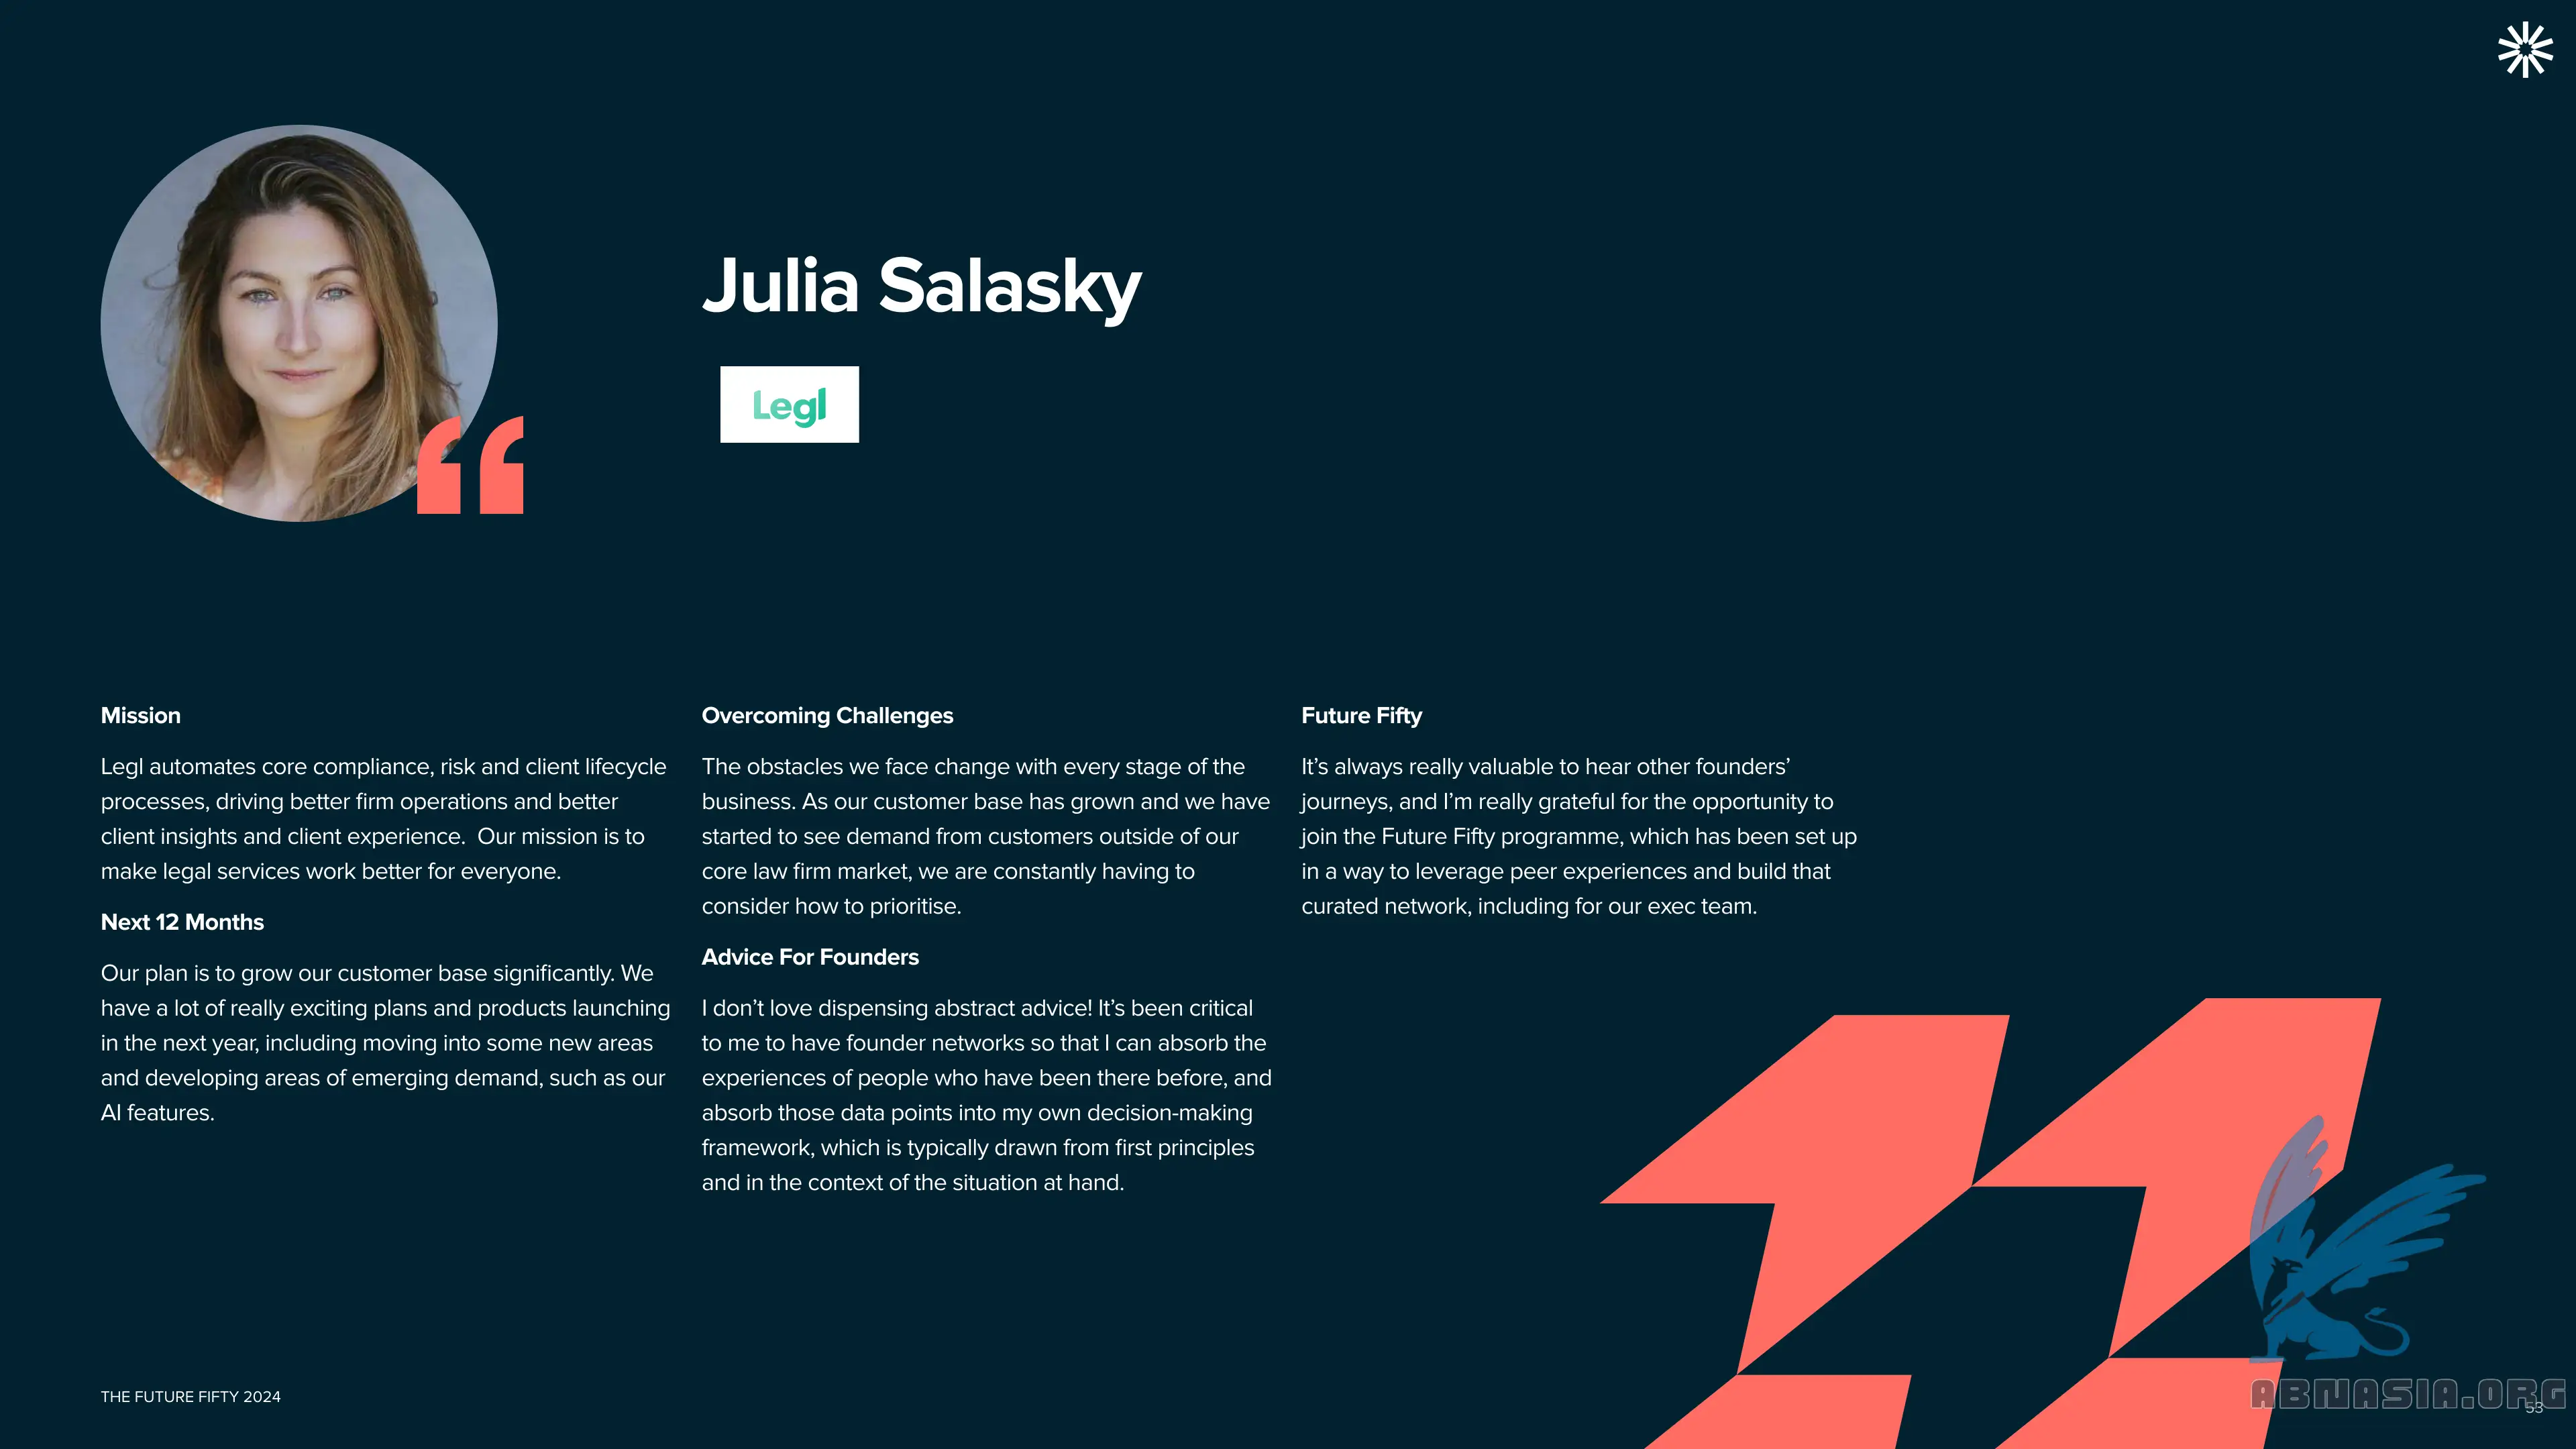 Julia Salasky
Legl
Mission
Legl automates core compliance, risk and client lifecycle
processes, driving better firm operations and better
client insights and client experience.  Our mission is to
make legal services work better for everyone.
Next 12 Months
Our plan is to grow our customer base significantly. We
have a lot of really exciting plans and products launching
in the next year, including moving into some new areas
and developing areas of emerging demand, such as our
AI features.
Overcoming Challenges
The obstacles we face change with every stage of the
business. As our customer base has grown and we have
started to see demand from customers outside of our
core law firm market, we are constantly having to
consider how to prioritise.
Advice For Founders
I don’t love dispensing abstract advice! It’s been critical
to me to have founder networks so that I can absorb the
experiences of people who have been there before, and
absorb those data points into my own decision-making
framework, which is typically drawn from first principles
and in the context of the situation at hand.
Future Fifty
It’s always really valuable to hear other founders’
journeys, and I’m really grateful for the opportunity to
join the Future Fifty programme, which has been set up
in a way to leverage peer experiences and build that
curated network, including for our exec team.
THE FUTURE FIFTY 2024
ABNASIA.ORG
53